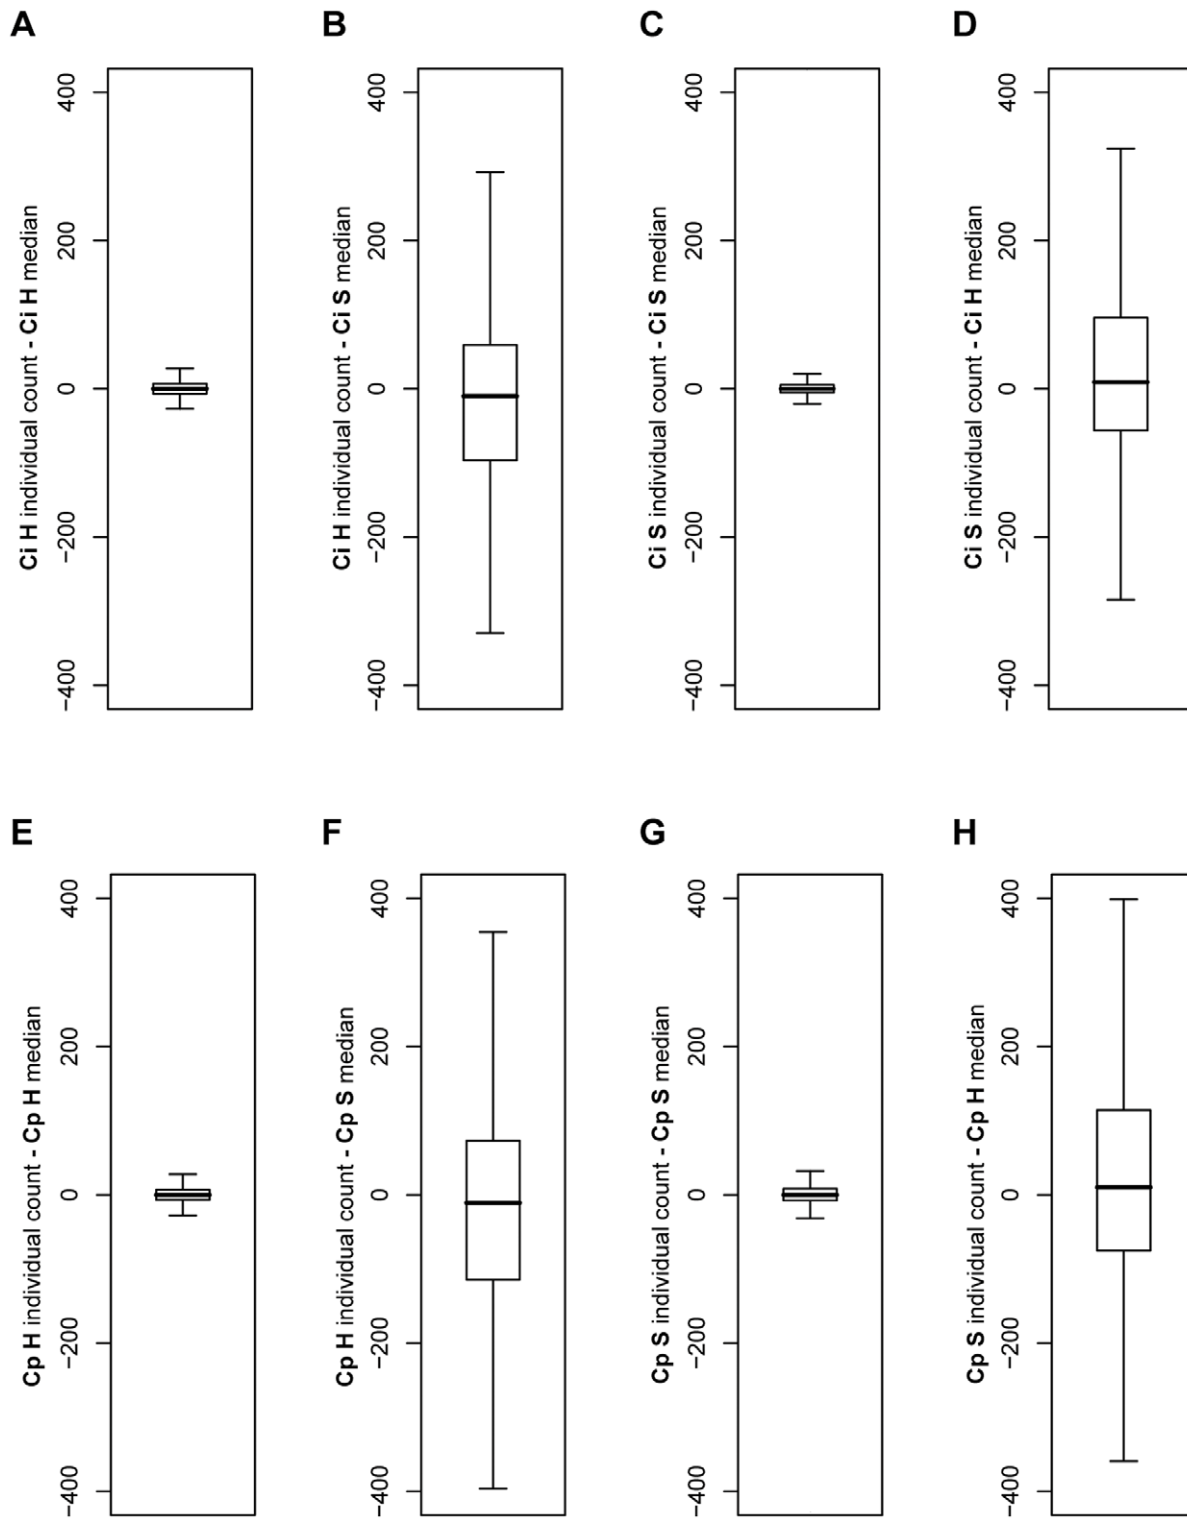 A
B
C
D
Ci H individual count - Ci H median
400
200
0
−200
−400
Ci H individual count - Ci S median
400
200
0
−200
−400
Ci S individual count - Ci S median
400
200
0
−200
−400
Ci S individual count - Ci H median
400
200
0
−200
−400
E
F
G
H
Cp H individual count - Cp H median
400
200
0
−200
−400
Cp H individual count - Cp S median
400
200
0
−200
−400
Cp S individual count - Cp S median
400
200
0
−200
−400
Cp S individual count - Cp H median
400
200
0
−200
−400